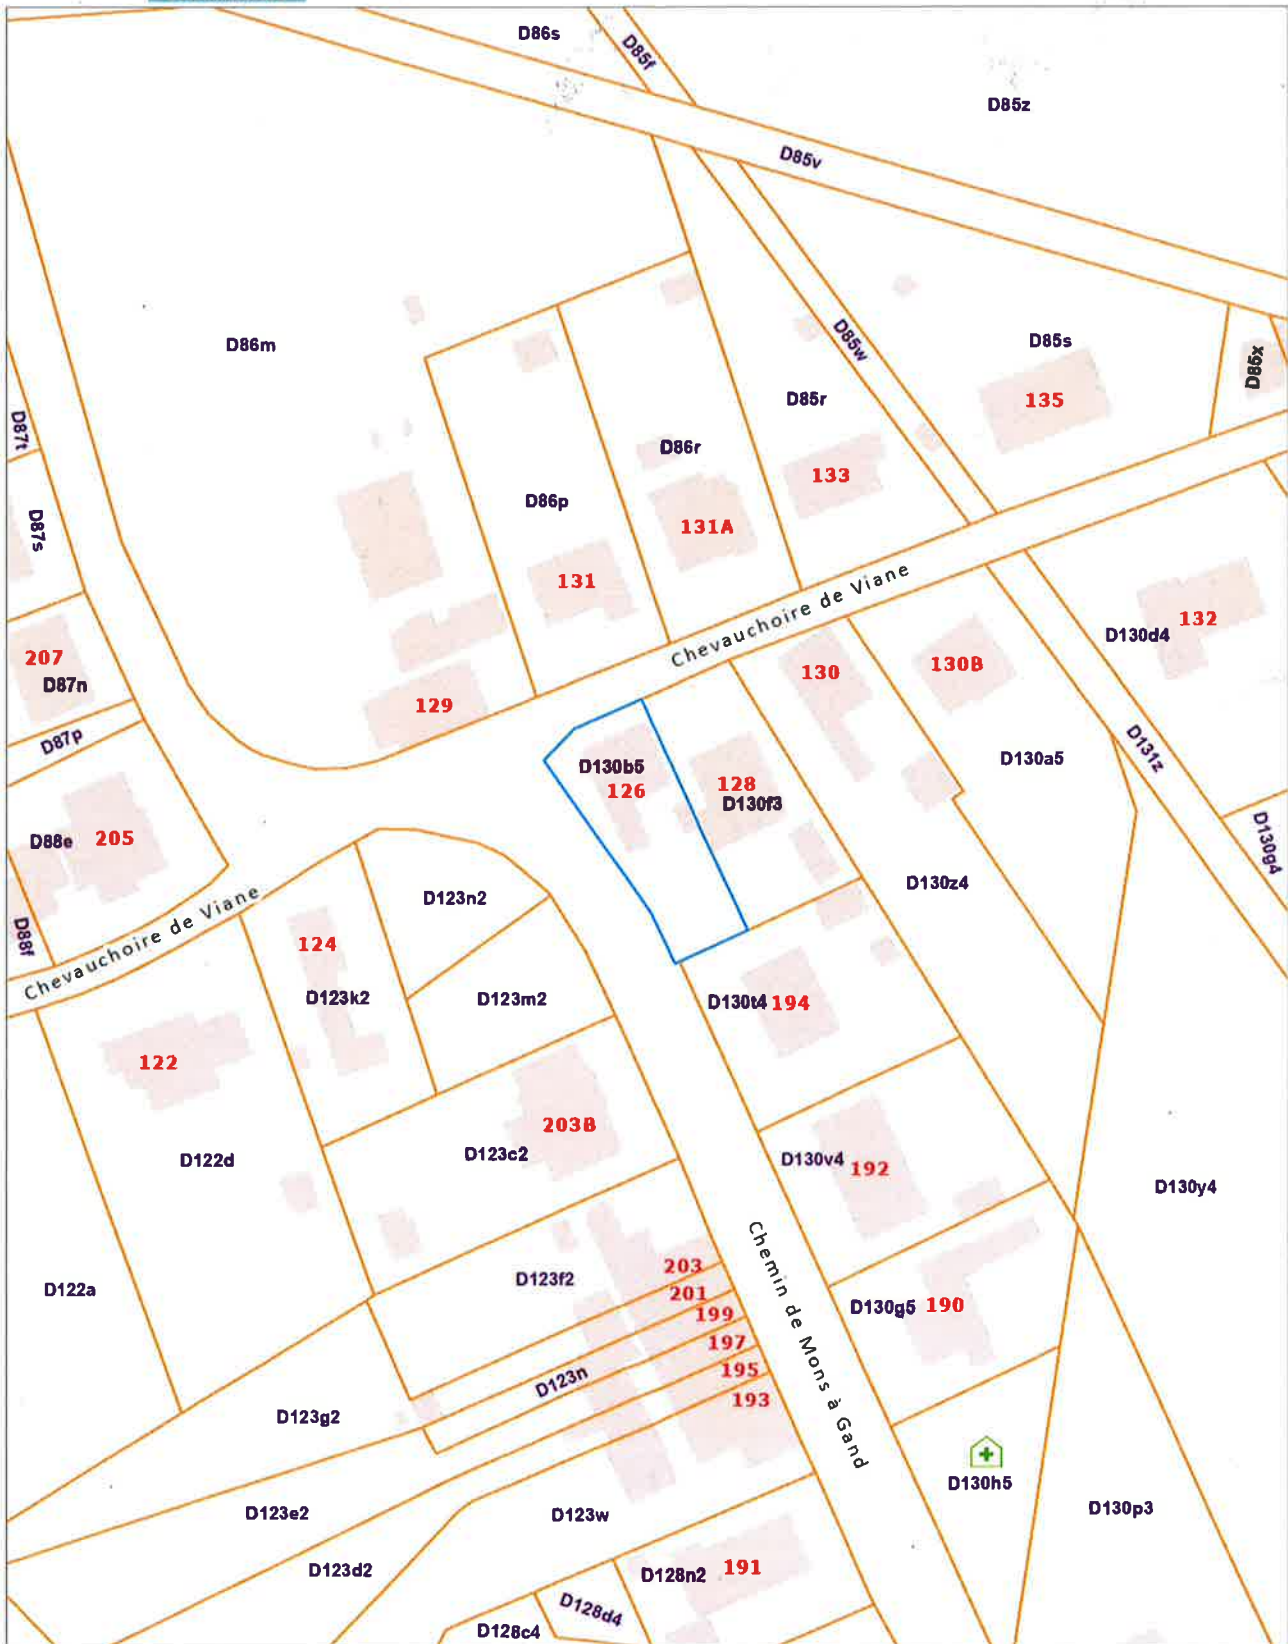 D86s
D85f
D85z
D85v
D86m
D85w
D85s
D85x
135
D85r
D87t
D86r
133
D86p
131A
D87s
131
Chevauchoire de Viane
132
D130d4
207
D87n
130
130B
129
D87p
D131z
D130a5
D130b5
126
128
D130f3
D88e
205
D130g4
D130z4
D123n2
Chevauchoire de Viane
D88f
124
D123k2
D123m2
D130t4
194
122
203B
D123c2
D122d
D130v4
192
D130y4
Chemin de Mons à Gand
203
D123f2
D122a
201
199
D130g5
190
197
195
D123n
193
D123g2
D130h5
D123e2
D123w
D130p3
D123d2
D128n2
191
D128d4
D128c4